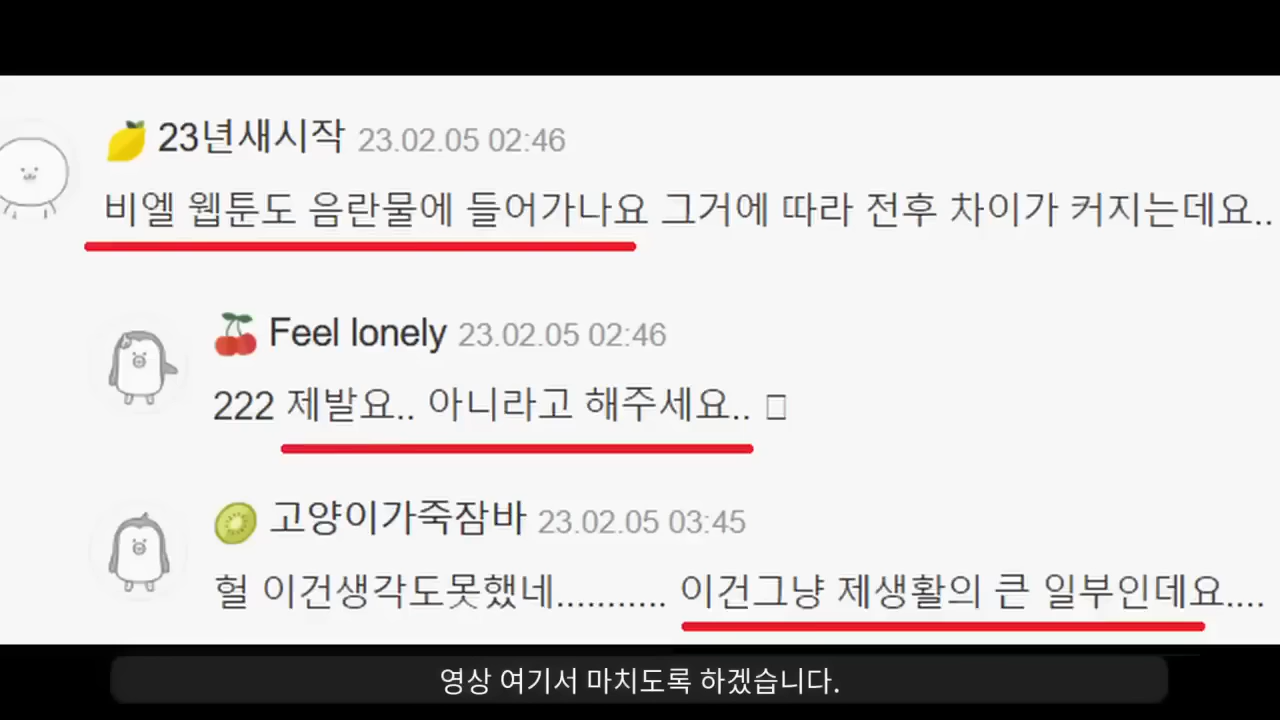 23년새시작 23.02.05 02:46
비엘 웹툰도 음란물에 들어가나요 그거에 따라 전후 차이가 커지는데요..
Feel lonely 23.02.05 02:46
222 제발요.. 아니라고 해주세요..
고양이가죽잠바 23.02.05 03:45
헐 이건생각도못했네........... 이건그냥 제생활의 큰 일부인데요....
영상 여기서 마치도록 하겠습니다.